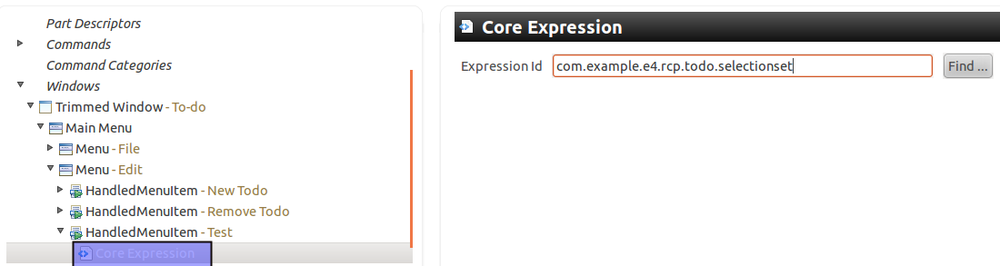 Part Descriptors
Commands
Command Categories
Windows
Trimmed Window - To-do
Main Menu
Menu - File
Menu - Edit
HandledMenuItem - New Todo
HandledMenuItem - Remove Todo
HandledMenuItem - Test
Core Expression
Core Expression
Expression Id com.example.e4.rcp.todo.selectionset Find ...